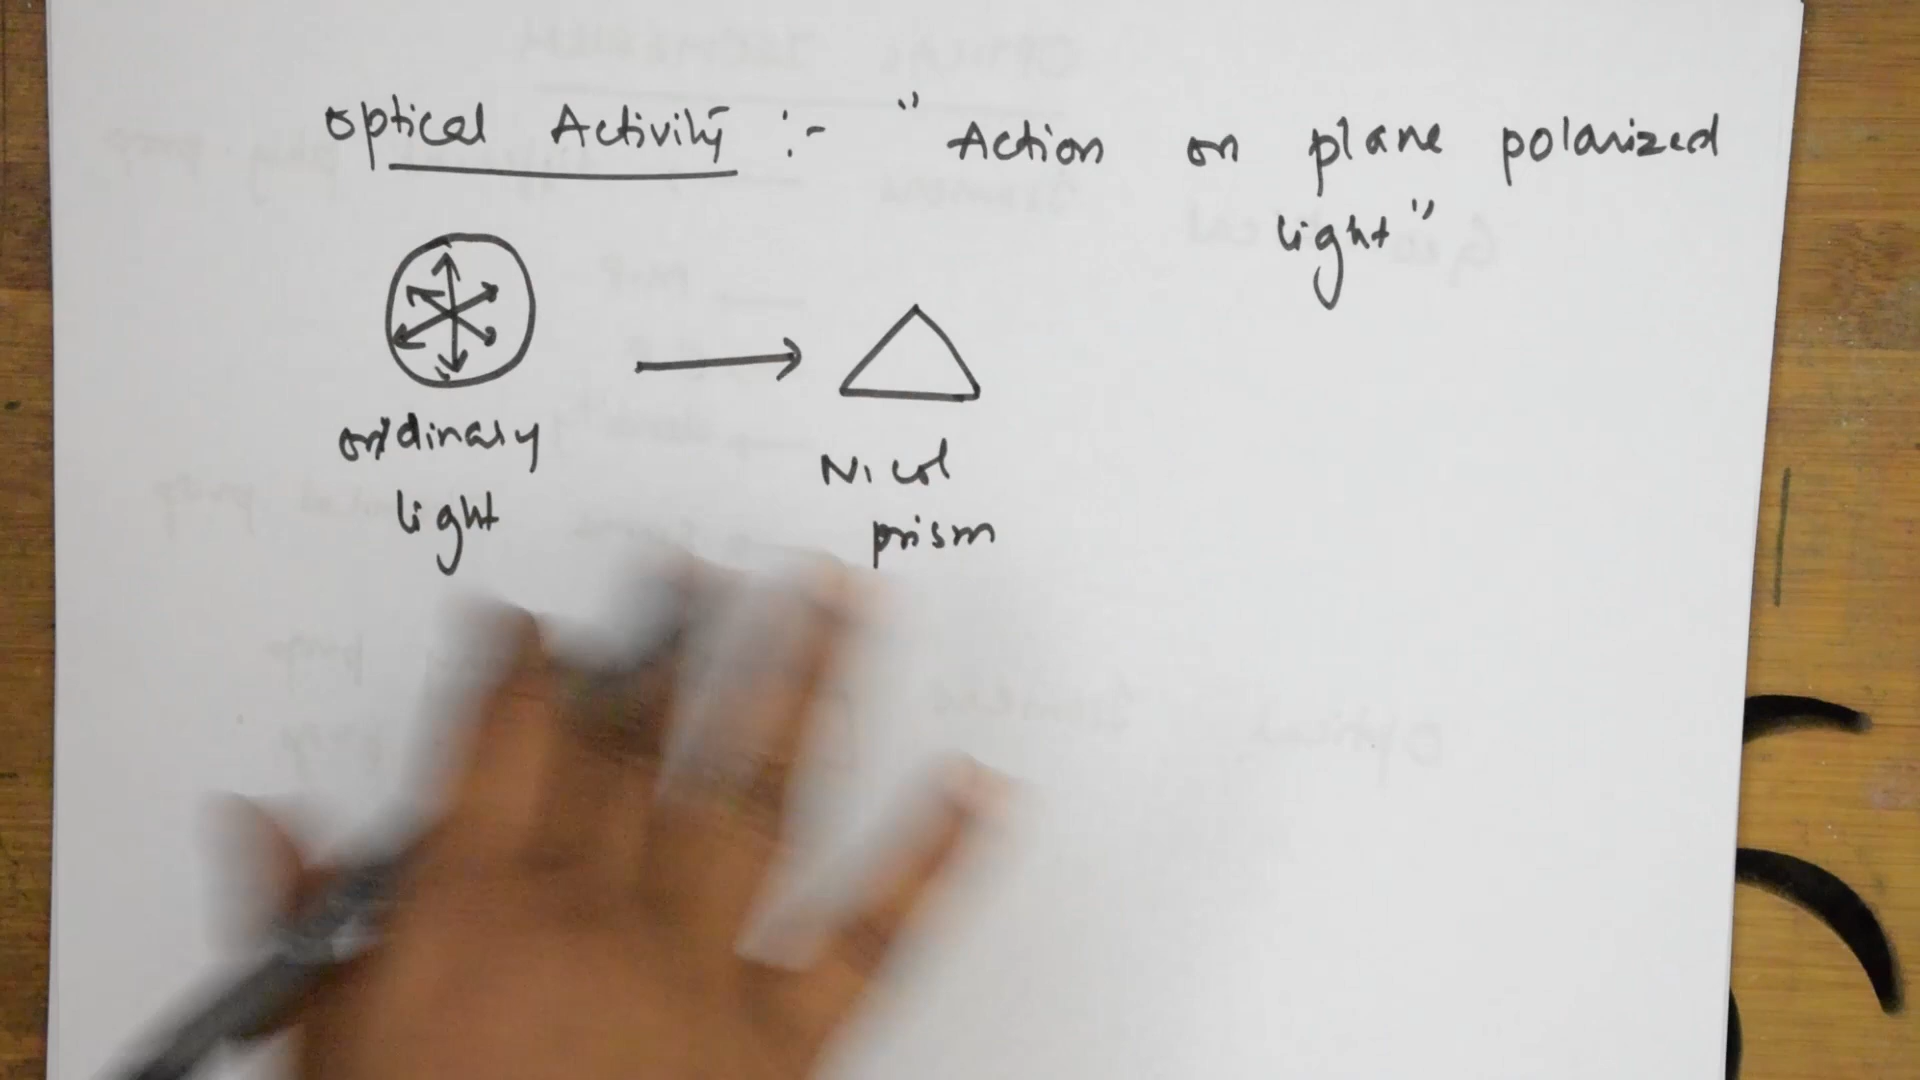 Optical Activity :- " Action on plane polarized
light"
ordinary
light
Nicol
prism